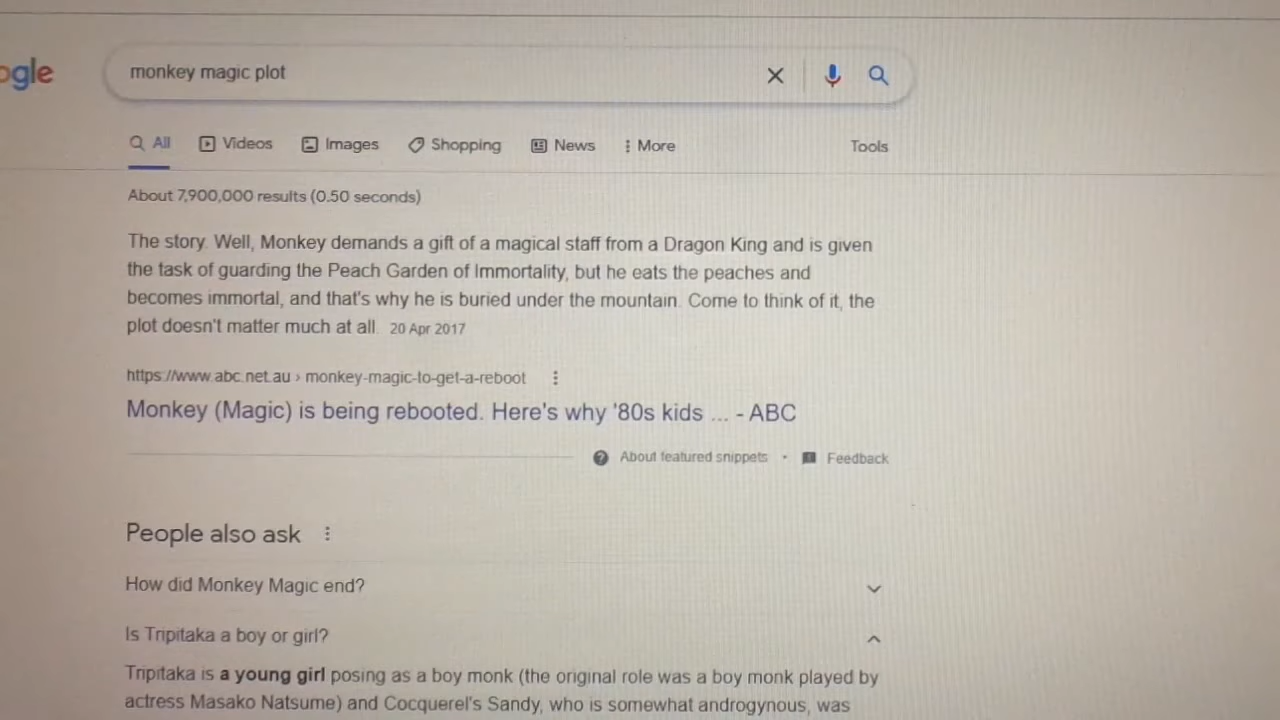 ogle
monkey magic plot
All Videos Images Shopping News More Tools
About 7,900,000 results (0.50 seconds)
The story. Well, Monkey demands a gift of a magical staff from a Dragon King and is given
the task of guarding the Peach Garden of Immortality, but he eats the peaches and
becomes immortal, and that's why he is buried under the mountain. Come to think of it, the
plot doesn't matter much at all. 20 Apr 2017
https://www.abc.net.au › monkey-magic-to-get-a-reboot
Monkey (Magic) is being rebooted. Here's why '80s kids ... - ABC
About featured snippets • Feedback
People also ask
How did Monkey Magic end?
Is Tripitaka a boy or girl?
Tripitaka is a young girl posing as a boy monk (the original role was a boy monk played by
actress Masako Natsume) and Cocquerel's Sandy, who is somewhat androgynous, was